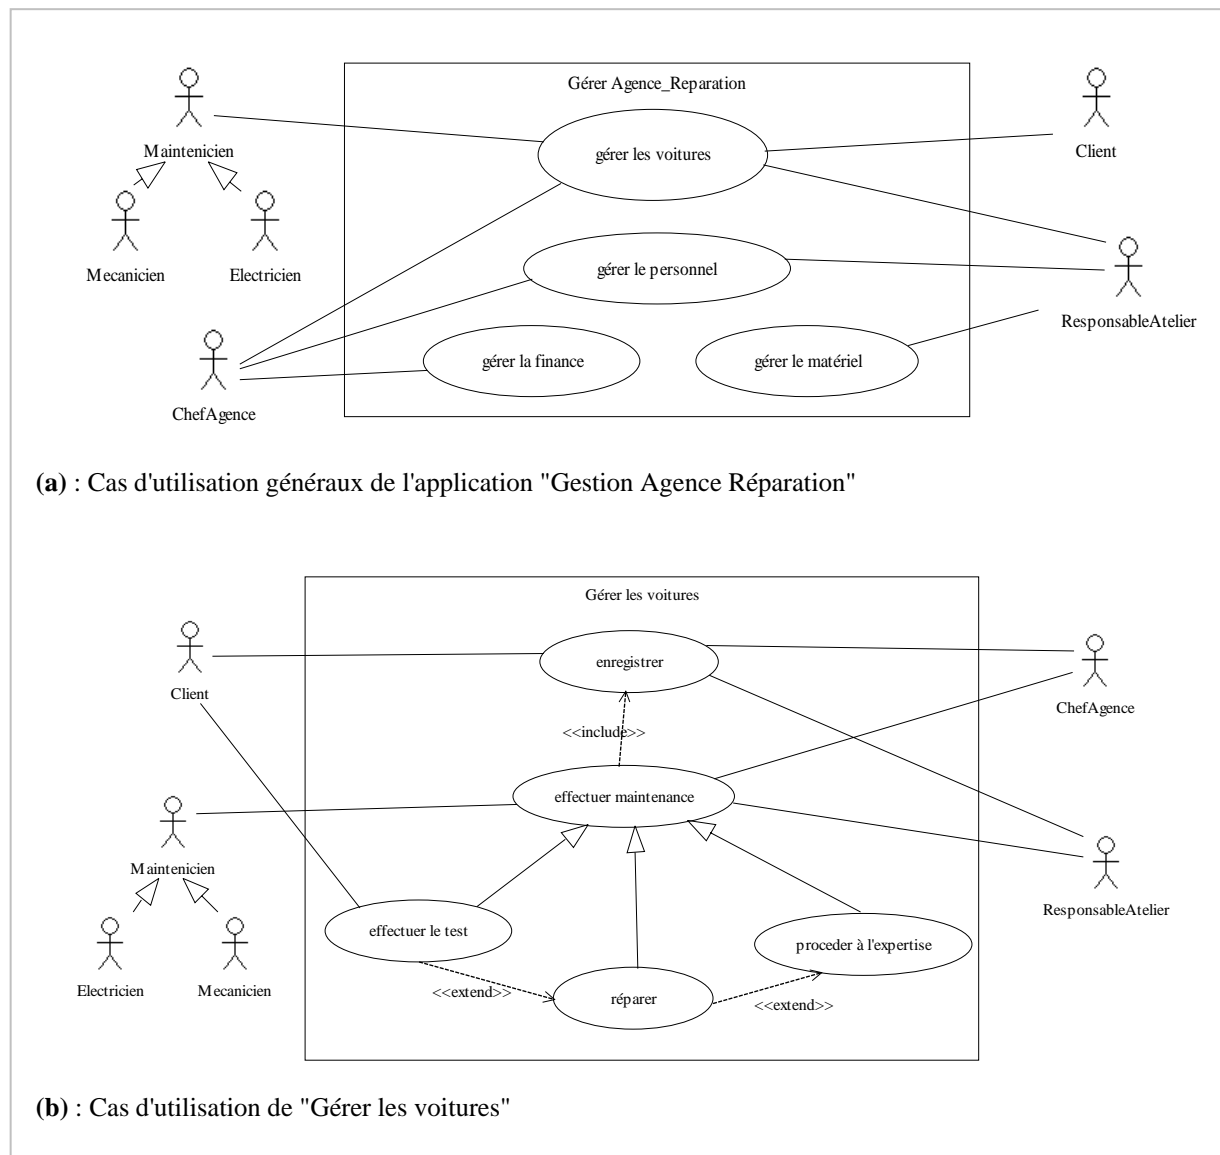 Gérer Agence_Reparation
Maintenicien
gérer les voitures
Client
Mecanicien
Electricien
gérer le personnel
ResponsableAtelier
gérer la finance
gérer le matériel
ChefAgence
(a) : Cas d'utilisation généraux de l'application "Gestion Agence Réparation"
Gérer les voitures
Client
enregistrer
ChefAgence
<<include>>
effectuer maintenance
Maintenicien
ResponsableAtelier
effectuer le test
proceder à l'expertise
Electricien
Mecanicien
<<extend>>
réparer
<<extend>>
(b) : Cas d'utilisation de "Gérer les voitures"